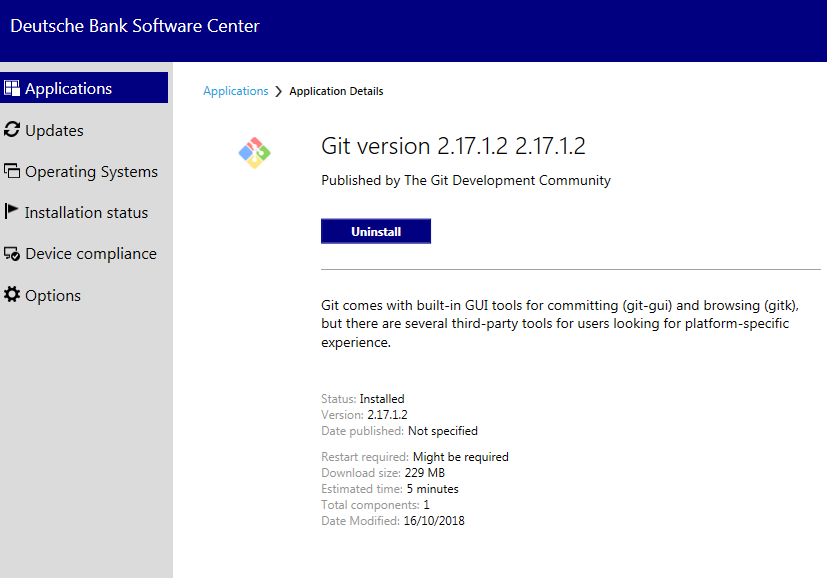 Deutsche Bank Software Center
Applications
Updates
Operating Systems
Installation status
Device compliance
Options
Applications > Application Details
Git version 2.17.1.2 2.17.1.2
Published by The Git Development Community
Uninstall
Git comes with built-in GUI tools for committing (git-gui) and browsing (gitk),
but there are several third-party tools for users looking for platform-specific
experience.
Status: Installed
Version: 2.17.1.2
Date published: Not specified
Restart required: Might be required
Download size: 229 MB
Estimated time: 5 minutes
Total components: 1
Date Modified: 16/10/2018